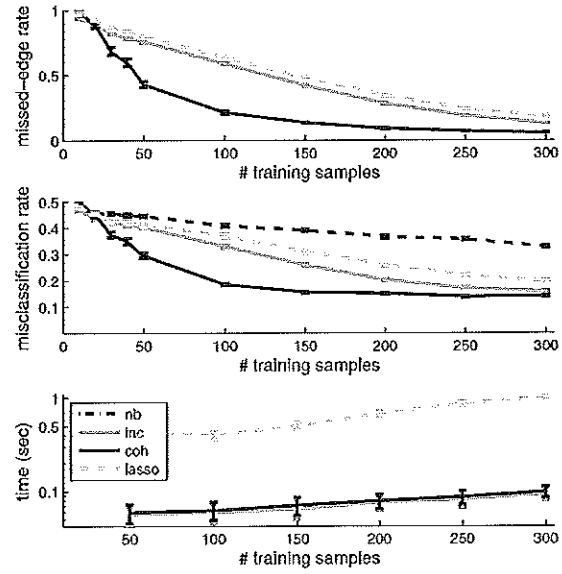 missed-edge rate
1
0.5
0
0 50 100 150 200 250 300
# training samples
misclassification rate
0.5
0.4
0.3
0.2
0.1
0 50 100 150 200 250 300
# training samples
time (sec)
1
0.1
nb
inc
coh
lasso
50 100 150 200 250 300
# training samples